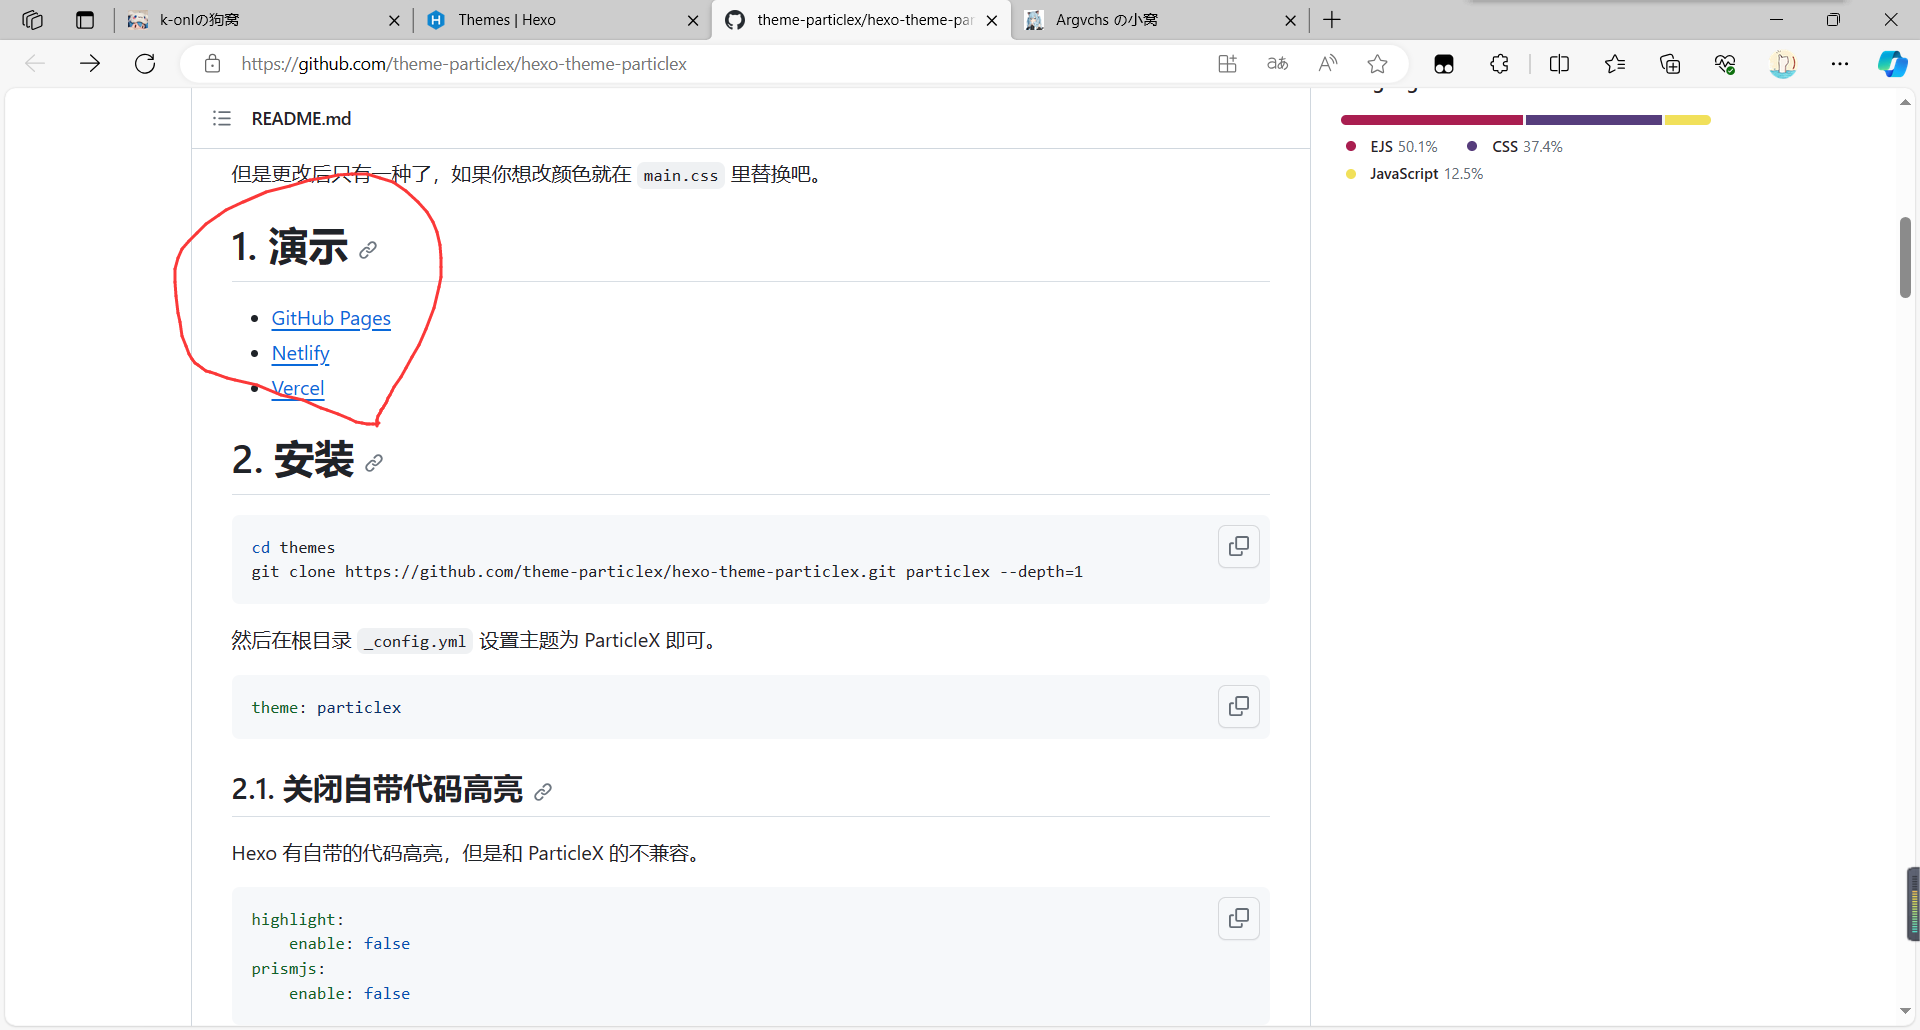 k-onlの狗窝
Themes | Hexo
theme-particlex/hexo-theme-par
Argvchs の小窝
https://github.com/theme-particlex/hexo-theme-particlex
README.md
但是更改后只有一种了，如果你想改颜色就在 main.css 里替换吧。
1. 演示
GitHub Pages
Netlify
Vercel
2. 安装
cd themes
git clone https://github.com/theme-particlex/hexo-theme-particlex.git particlex --depth=1
然后在根目录 _config.yml 设置主题为 ParticleX 即可。
theme: particlex
2.1. 关闭自带代码高亮
Hexo 有自带的代码高亮，但是和 ParticleX 的不兼容。
highlight:
    enable: false
prismjs:
    enable: false
EJS 50.1%
CSS 37.4%
JavaScript 12.5%